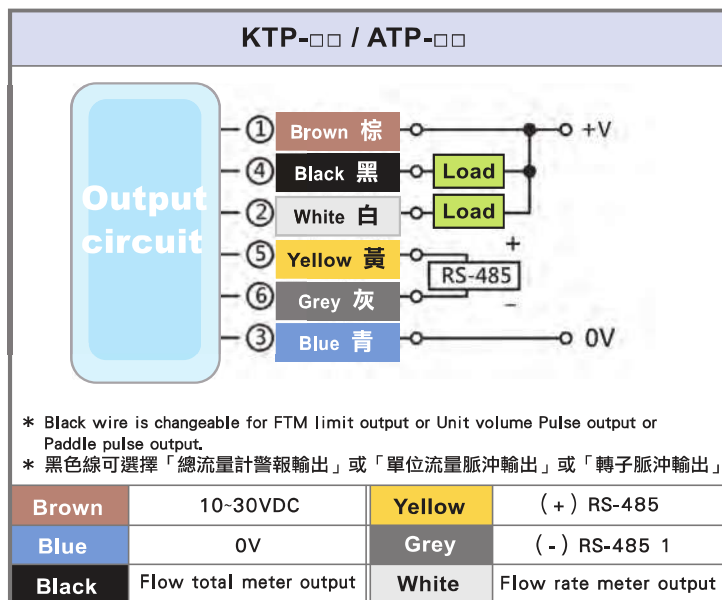 KTP-□□ / ATP-□□
Output
circuit
① Brown 棕 +V
④ Black 黑 Load
② White 白 Load
⑤ Yellow 黃 +
RS-485
⑥ Grey 灰 −
③ Blue 青 0V
* Black wire is changeable for FTM limit output or Unit volume Pulse output or
Paddle pulse output.
* 黑色線可選擇「總流量計警報輸出」或「單位流量脈沖輸出」或「轉子脈沖輸出」
Brown 10~30VDC Yellow (+) RS-485
Blue 0V Grey (-) RS-485 1
Black Flow total meter output White Flow rate meter output